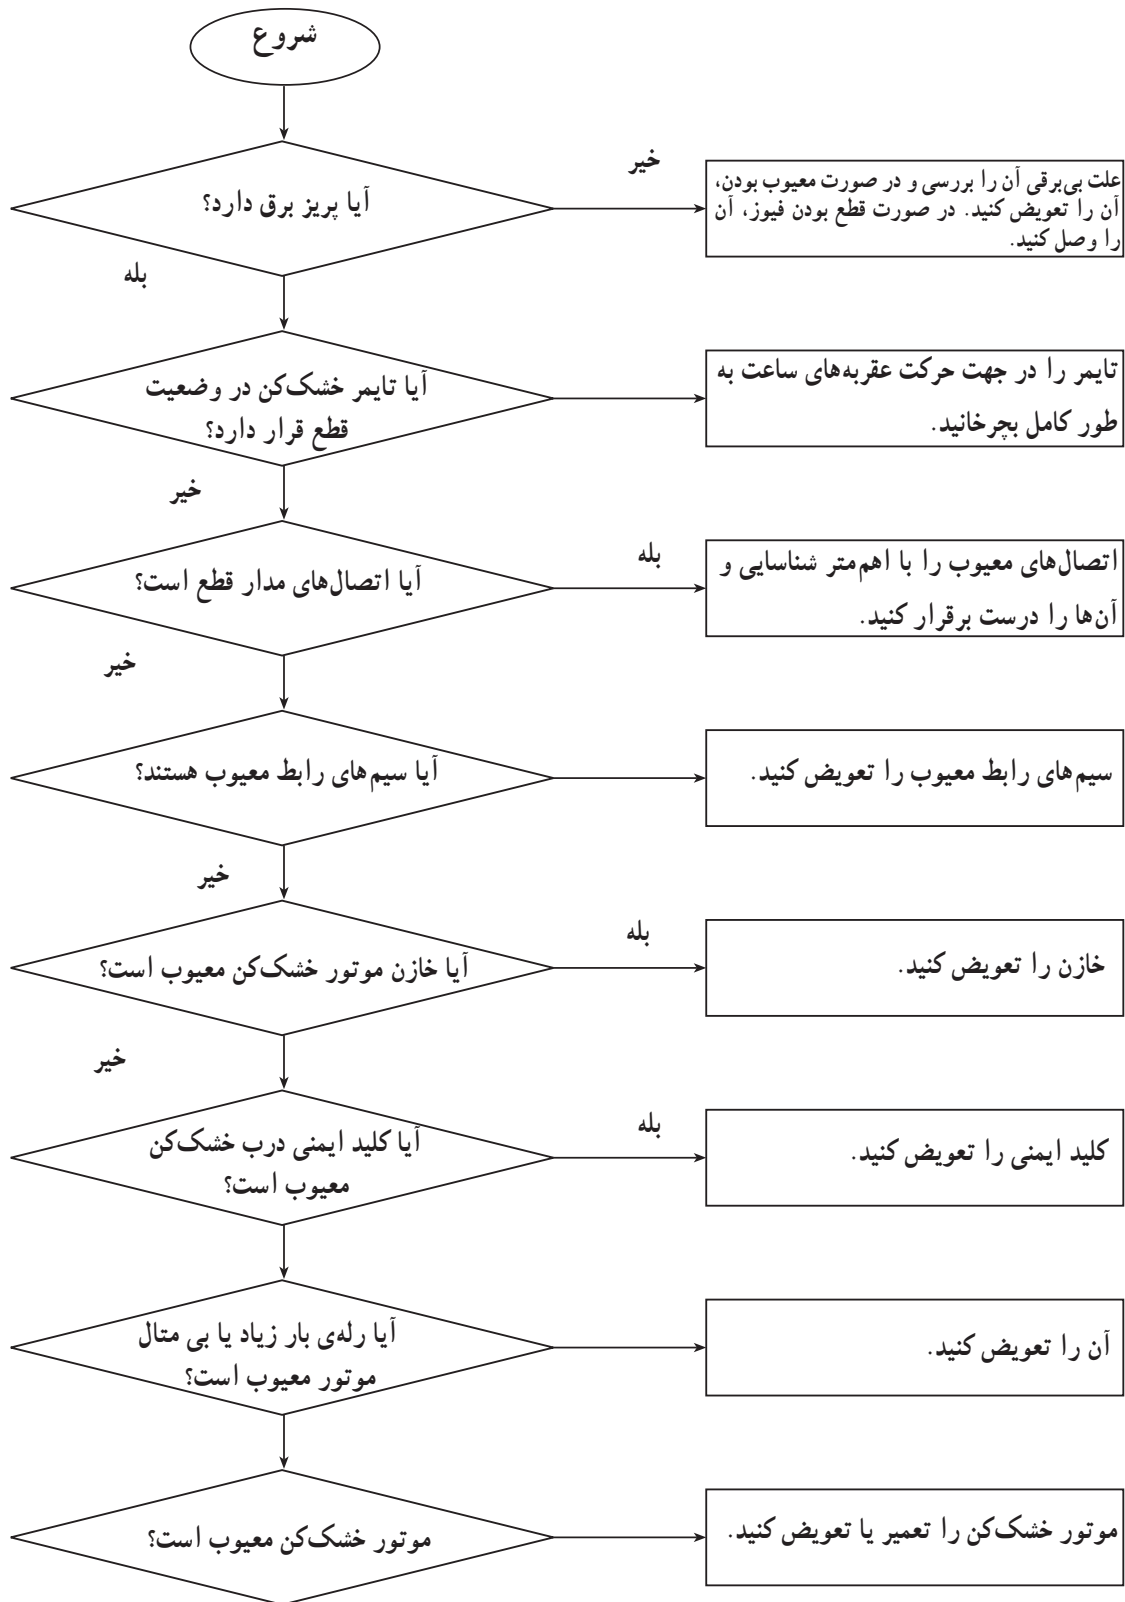 شروع
آیا پریز برق دارد؟
خیر
علت بی‌برقی آن را بررسی و در صورت معیوب بودن،
آن را تعویض کنید. در صورت قطع بودن فیوز، آن
را وصل کنید.
بله
آیا تایمر خشک‌کن در وضعیت
قطع قرار دارد؟
تایمر را در جهت حرکت عقربه‌های ساعت به
طور کامل بچرخانید.
خیر
آیا اتصال‌های مدار قطع است؟
بله
اتصال‌های معیوب را با اهم‌متر شناسایی و
آن‌ها را درست برقرار کنید.
خیر
آیا سیم‌های رابط معیوب هستند؟
سیم‌های رابط معیوب را تعویض کنید.
خیر
آیا خازن موتور خشک‌کن معیوب است؟
بله
خازن را تعویض کنید.
خیر
آیا کلید ایمنی درب خشک‌کن
معیوب است؟
بله
کلید ایمنی را تعویض کنید.
آیا رله‌ی بار زیاد یا بی متال
موتور معیوب است؟
آن را تعویض کنید.
موتور خشک‌کن معیوب است؟
موتور خشک‌کن را تعمیر یا تعویض کنید.